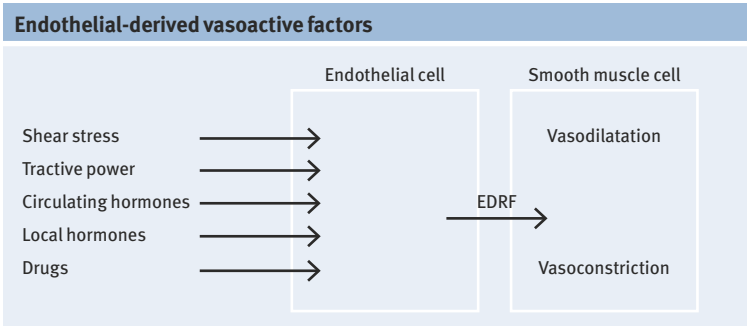 Endothelial-derived vasoactive factors
Endothelial cell
Smooth muscle cell
Shear stress
Vasodilatation
Tractive power
Circulating hormones
EDRF
Local hormones
Drugs
Vasoconstriction